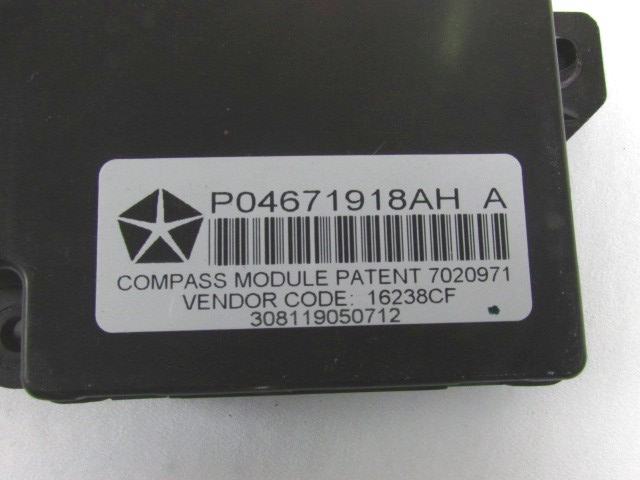 P04671918AH A
COMPASS MODULE PATENT 7020971
VENDOR CODE: 16238CF
308119050712